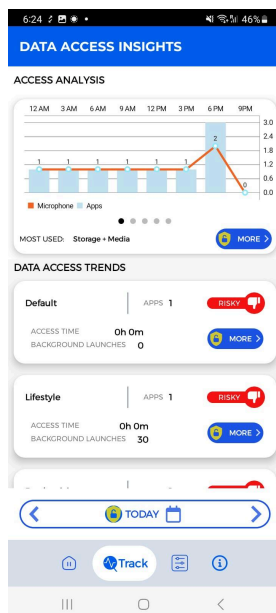 6:24
46%
DATA ACCESS INSIGHTS
ACCESS ANALYSIS
12 AM 3 AM 6 AM 9 AM 12 PM 3 PM 6 PM 9PM
3.0
2.4
1.8
1.2
0.6
0.0
1 1 1 1 1 1 2 0
Microphone Apps
MOST USED: Storage + Media MORE >
DATA ACCESS TRENDS
Default APPS 1 RISKY
ACCESS TIME 0h 0m
BACKGROUND LAUNCHES 0
MORE >
Lifestyle APPS 1 RISKY
ACCESS TIME 0h 0m
BACKGROUND LAUNCHES 30
MORE >
TODAY
Track